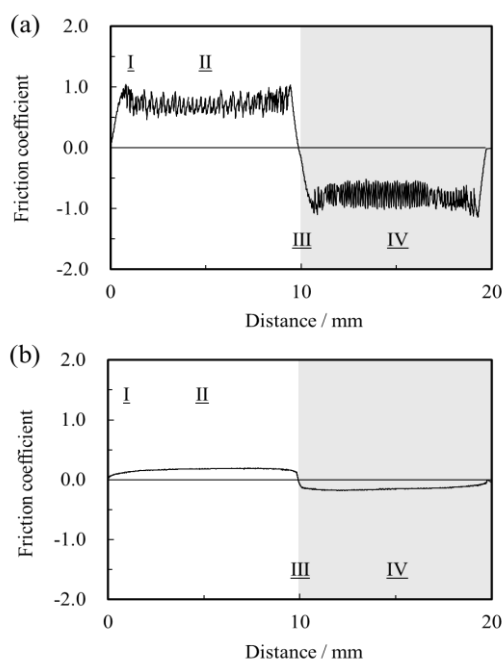 (a)
2.0
I II
1.0
0.0
-1.0
III IV
-2.0
0 10 20
Friction coefficient
Distance / mm
(b)
2.0
I II
1.0
0.0
-1.0
III IV
-2.0
0 10 20
Friction coefficient
Distance / mm